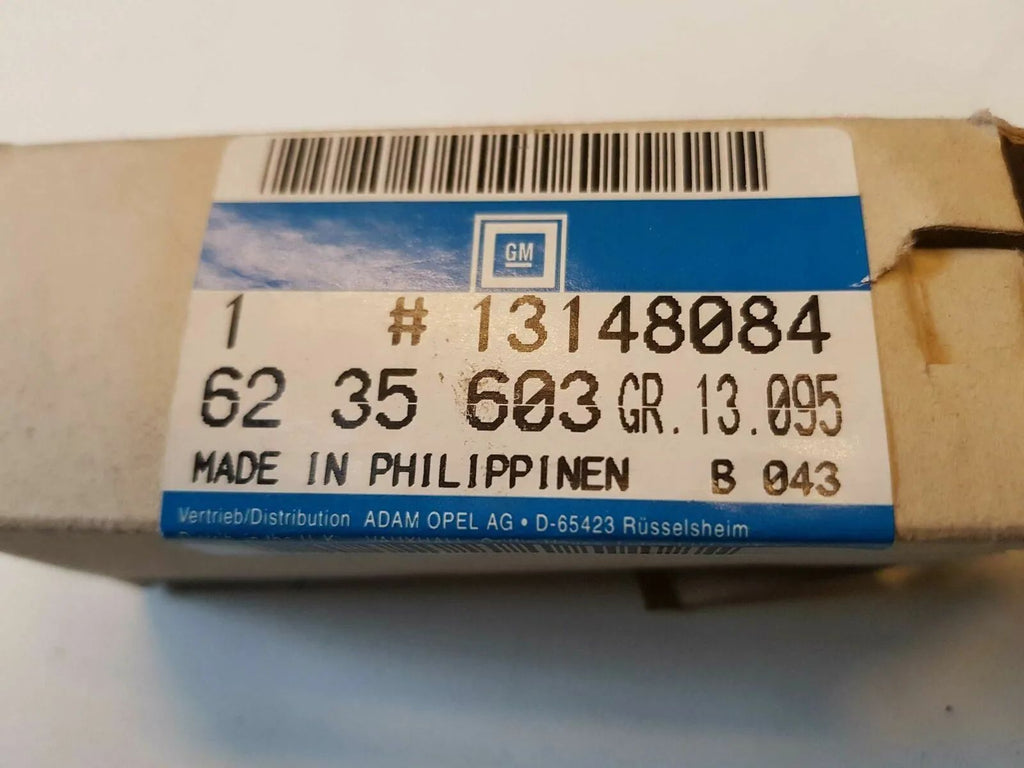 GM
1 # 13148084
62 35 603 GR. 13.095
MADE IN PHILIPPINEN B 043
Vertrieb/Distribution ADAM OPEL AG • D-65423 Rüsselsheim